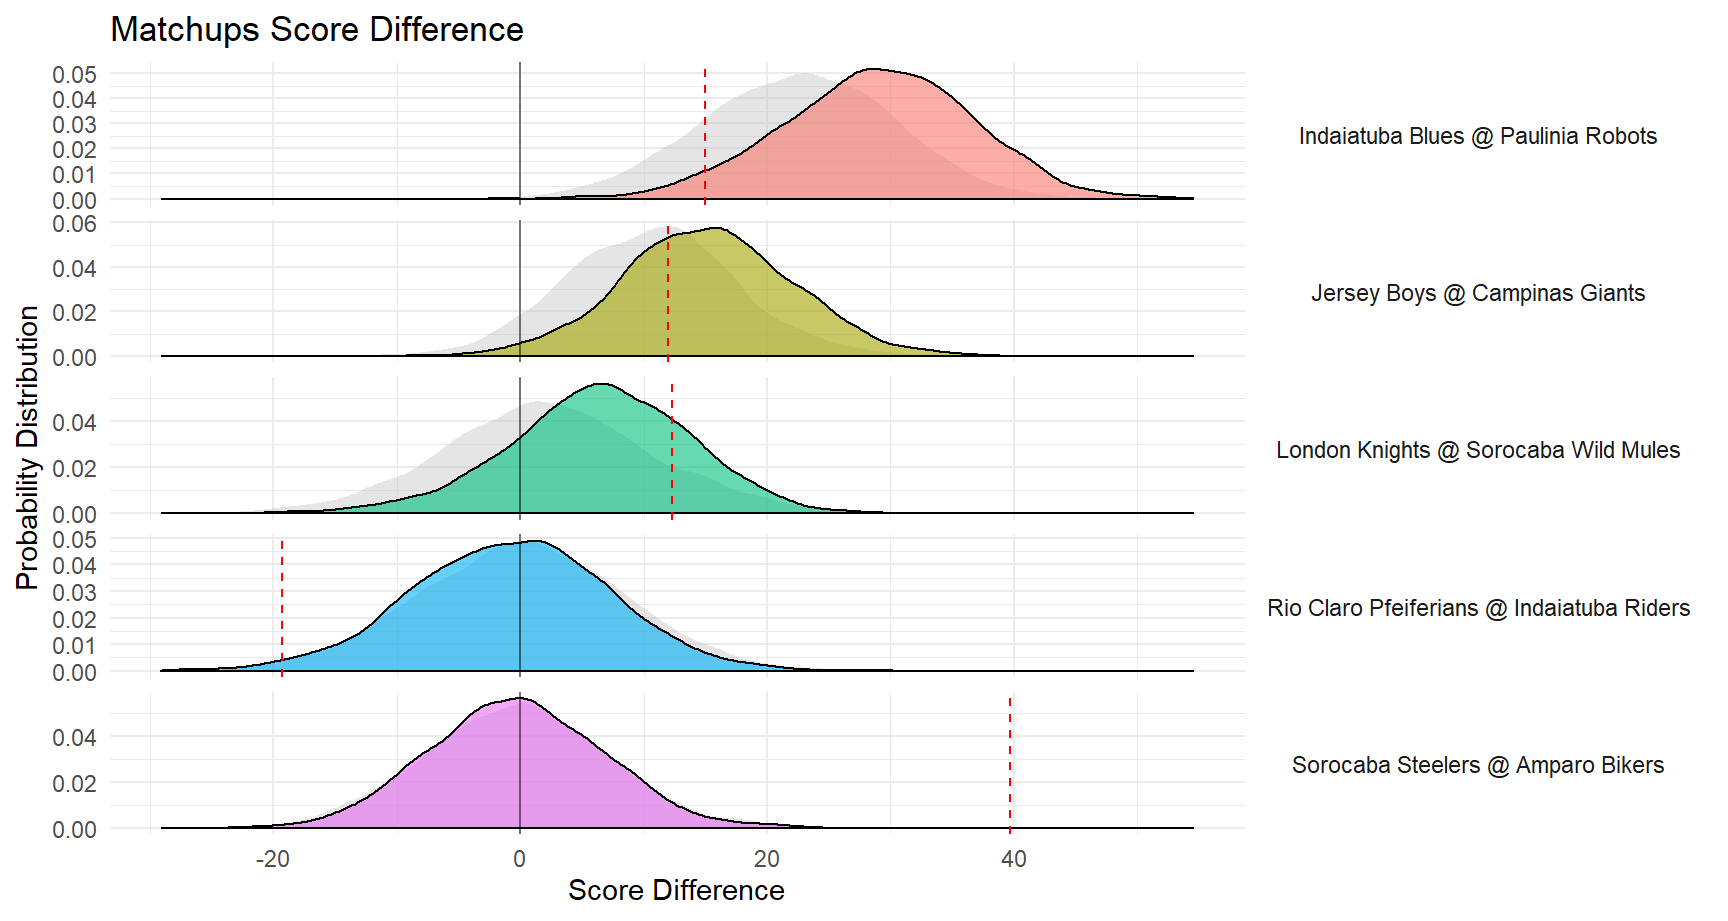 Matchups Score Difference
Probability Distribution
0.05
0.04
0.03
0.02
0.01
0.00
Indaiatuba Blues @ Paulinia Robots
0.06
0.04
0.02
0.00
Jersey Boys @ Campinas Giants
0.04
0.02
0.00
London Knights @ Sorocaba Wild Mules
0.05
0.04
0.03
0.02
0.01
0.00
Rio Claro Pfeiferians @ Indaiatuba Riders
0.04
0.02
0.00
Sorocaba Steelers @ Amparo Bikers
-20 0 20 40
Score Difference